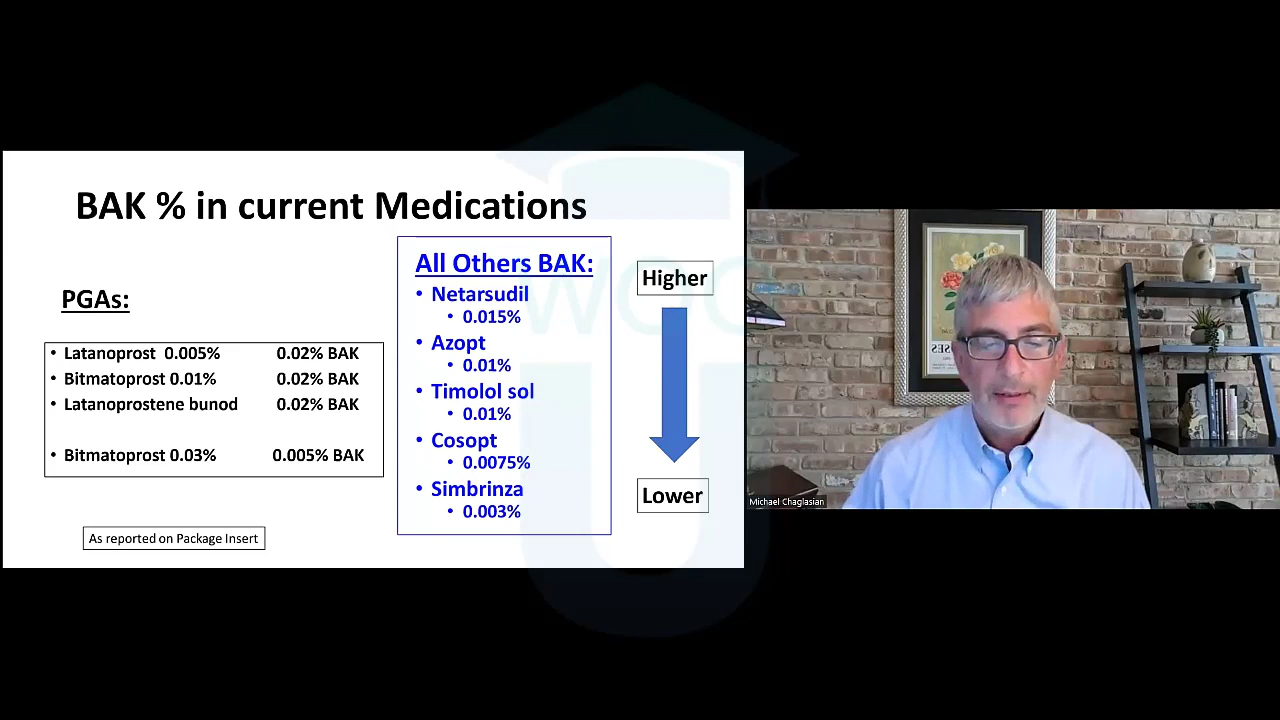 BAK % in current Medications
PGAs:
• Latanoprost 0.005% 0.02% BAK
• Bitmatoprost 0.01% 0.02% BAK
• Latanoprostene bunod 0.02% BAK
• Bitmatoprost 0.03% 0.005% BAK
As reported on Package Insert
All Others BAK:
• Netarsudil
• 0.015%
• Azopt
• 0.01%
• Timolol sol
• 0.01%
• Cosopt
• 0.0075%
• Simbrinza
• 0.003%
Higher
Lower
Michael Chaglasian